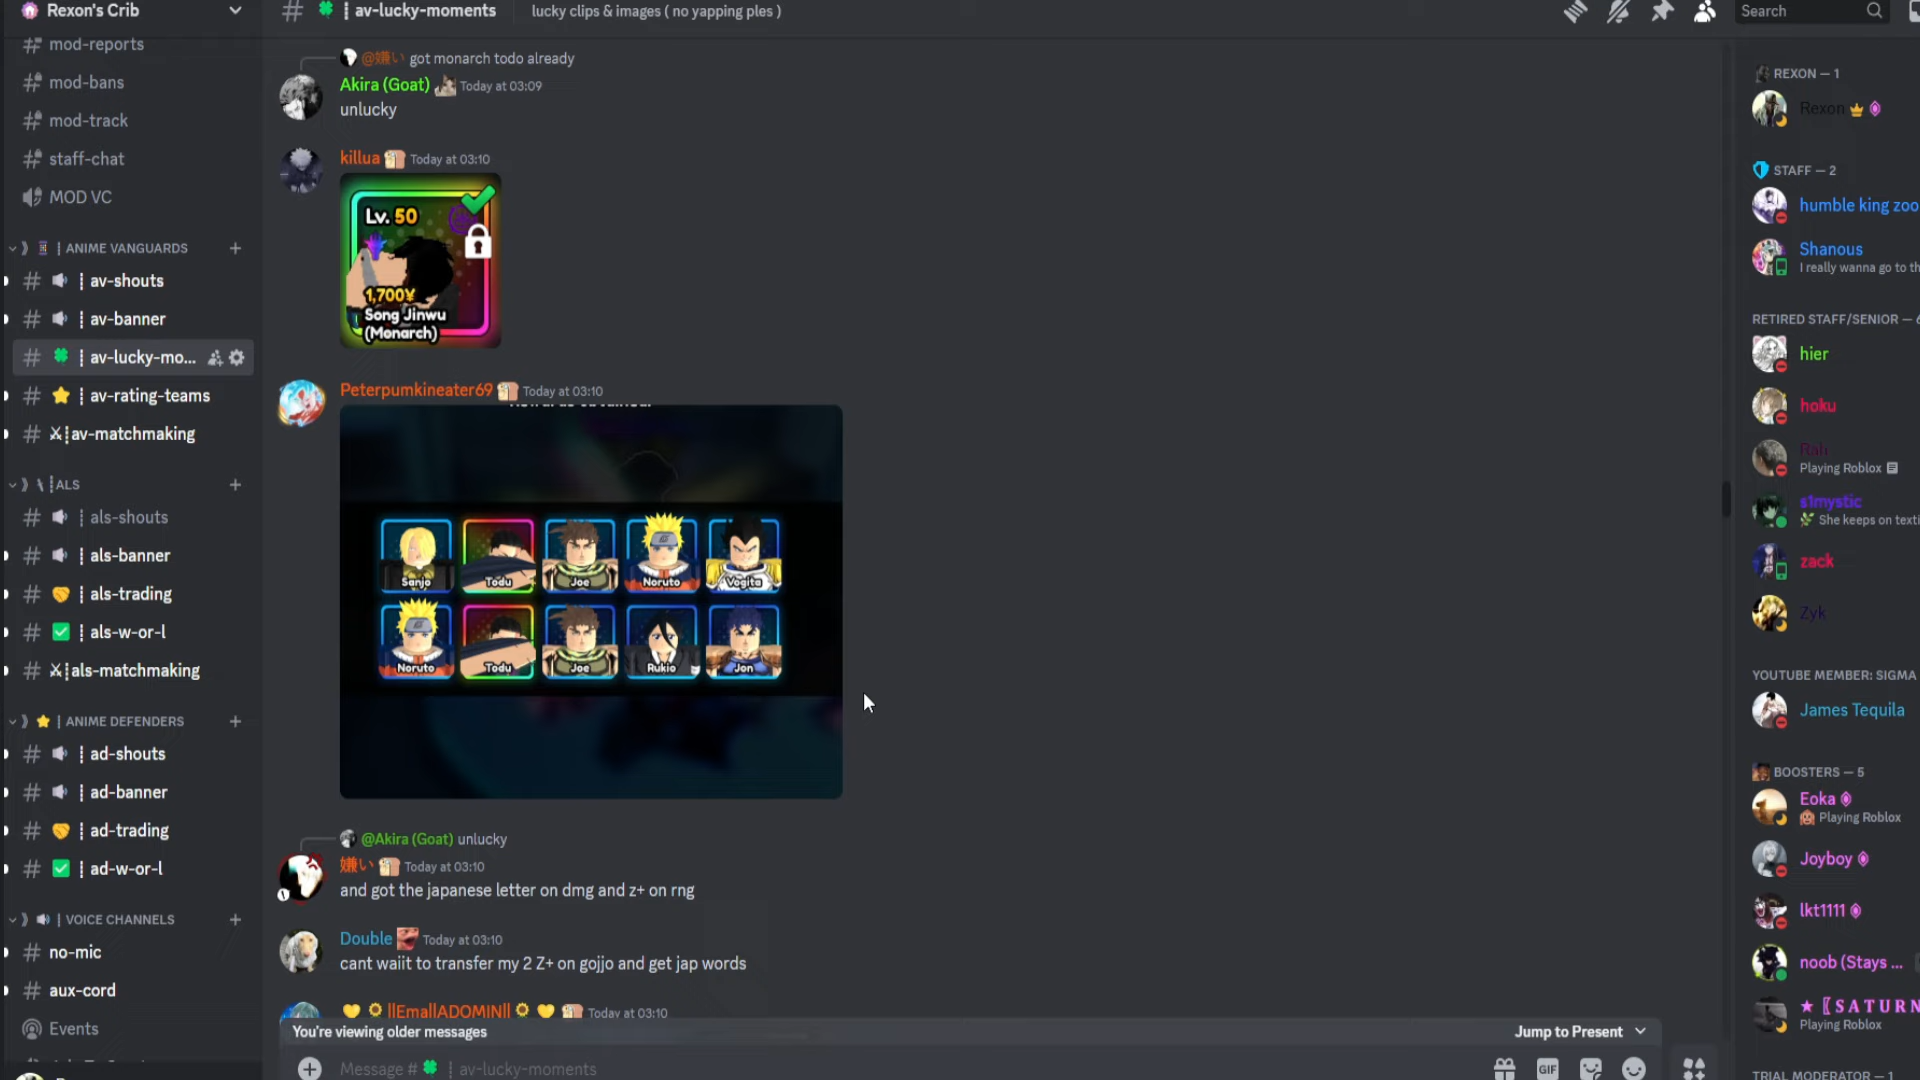 Rexon's Crib
mod-reports
mod-bans
mod-track
staff-chat
MOD VC
| ANIME VANGUARDS
av-shouts
av-banner
av-lucky-mo...
av-rating-teams
av-matchmaking
ALS
als-shouts
als-banner
als-trading
als-w-or-l
als-matchmaking
| ANIME DEFENDERS
ad-shouts
ad-banner
ad-trading
ad-w-or-l
| VOICE CHANNELS
no-mic
aux-cord
Events
av-lucky-moments
lucky clips & images ( no yapping ples )
Search
@嫌い got monarch todo already
Akira (Goat) Today at 03:09
unlucky
killua Today at 03:10
Lv. 50
1,700¥
Song Jinwu
(Monarch)
Peterpumkineater69 Today at 03:10
Sanjo Todu Joe Noruto Vogita
Noruto Todu Joe Rukio Jon
@Akira (Goat) unlucky
嫌い Today at 03:10
and got the japanese letter on dmg and z+ on rng
Double Today at 03:10
cant waiit to transfer my 2 Z+ on gojjo and get jap words
||Emal|ADOMIN|| Today at 03:10
You're viewing older messages
Jump to Present
Message # | av-lucky-moments
GIF
REXON — 1
Rexon
STAFF — 2
humble king zoo
Shanous
I really wanna go to th
RETIRED STAFF/SENIOR — 6
hier
hoku
Rah
Playing Roblox
s1mystic
She keeps on texti
zack
Zyk
YOUTUBE MEMBER: SIGMA
James Tequila
BOOSTERS — 5
Eoka
Playing Roblox
Joyboy
lkt1111
noob (Stays ...
★〖SATURN
Playing Roblox
TRIAL MODERATOR — 1